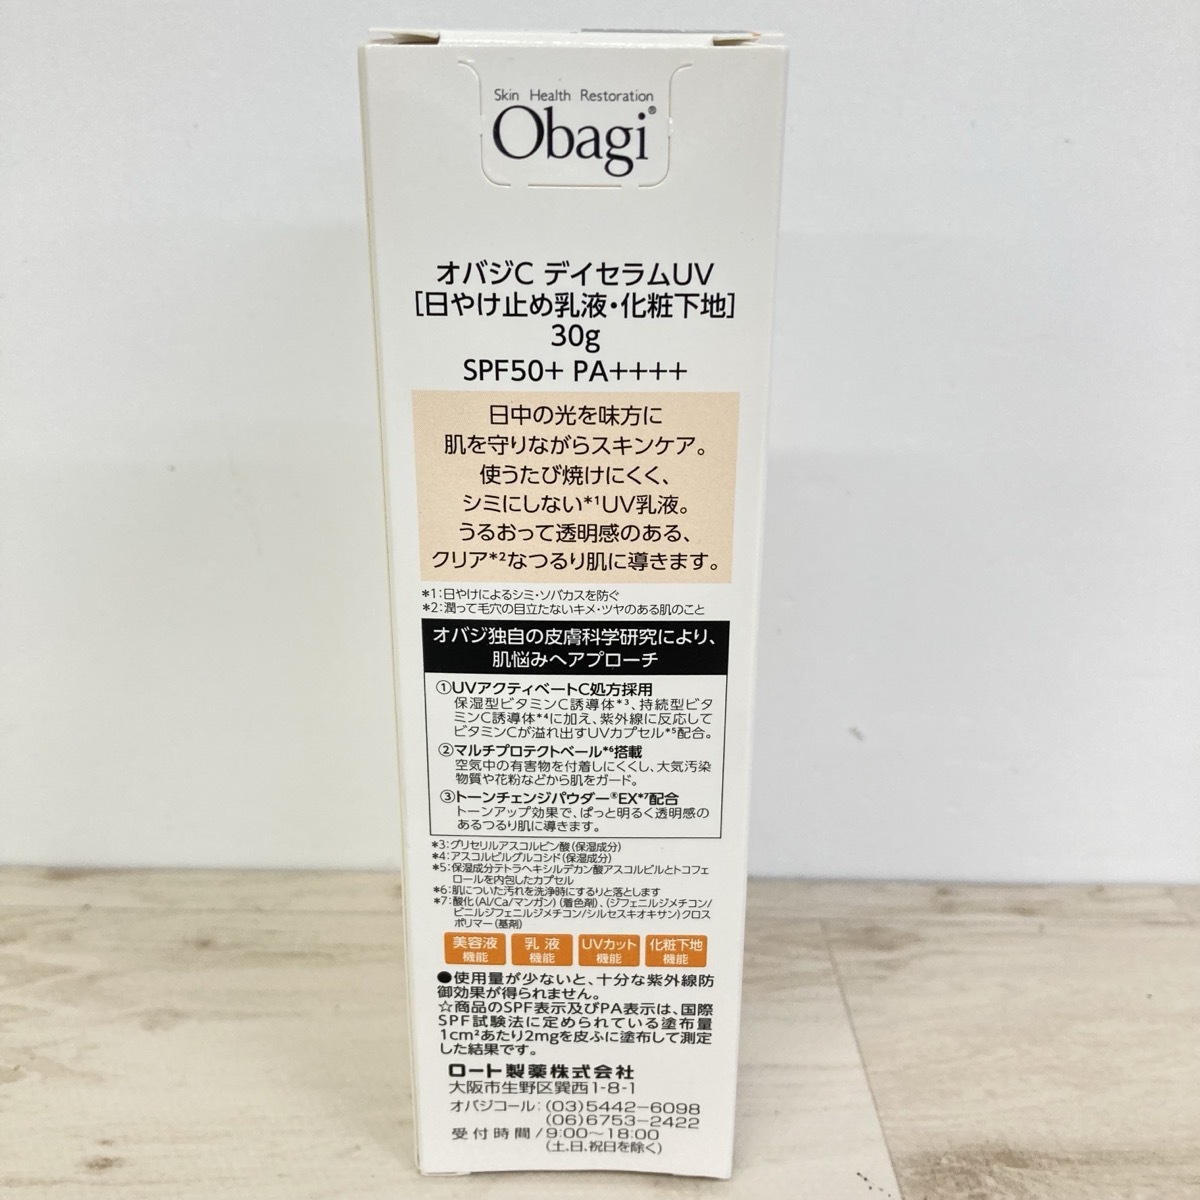 Skin Health Restoration
Obagi®
オバジC デイセラムUV
[日やけ止め乳液・化粧下地]
30g
SPF50+ PA++++
日中の光を味方に
肌を守りながらスキンケア。
使うたび焼けにくく、
シミにしない*1UV乳液。
うるおって透明感のある、
クリア*2なつるり肌に導きます。
*1:日やけによるシミ・ソバカスを防ぐ
*2:潤って毛穴の目立たないキメ・ツヤのある肌のこと
オバジ独自の皮膚科学研究により、
肌悩みへアプローチ
①UVアクティベートC処方採用
保湿型ビタミンC誘導体*3、持続型ビタ
ミンC誘導体*4に加え、紫外線に反応して
ビタミンCが溢れ出すUVカプセル*5配合。
②マルチプロテクトベール*6搭載
空気中の有害物を付着しにくくし、大気汚染
物質や花粉などから肌をガード。
③トーンチェンジパウダー®EX*7配合
トーンアップ効果で、ぱっと明るく透明感の
あるつるり肌に導きます。
*3:グリセリルアスコルビン酸(保湿成分)
*4:アスコルビルグルコシド(保湿成分)
*5:保湿成分テトラヘキシルデカン酸アスコルビルとトコフェ
ロールを内包したカプセル
*6:肌についた汚れを洗浄時にするりと落とします
*7:酸化(Al/Ca/マンガン)(着色剤)、(ジフェニルジメチコン/
ビニルジフェニルジメチコン/シルセスキオキサン)クロス
ポリマー(基剤)
美容液 乳液 UVカット 化粧下地
機能 機能 機能 機能
●使用量が少ないと、十分な紫外線防
御効果が得られません。
☆商品のSPF表示及びPA表示は、国際
SPF試験法に定められている塗布量
1cm²あたり2mgを皮ふに塗布して測定
した結果です。
ロート製薬株式会社
大阪市生野区巽西1-8-1
オバジコール:(03)5442-6098
(06)6753-2422
受付時間/9:00〜18:00
(土、日、祝日を除く)